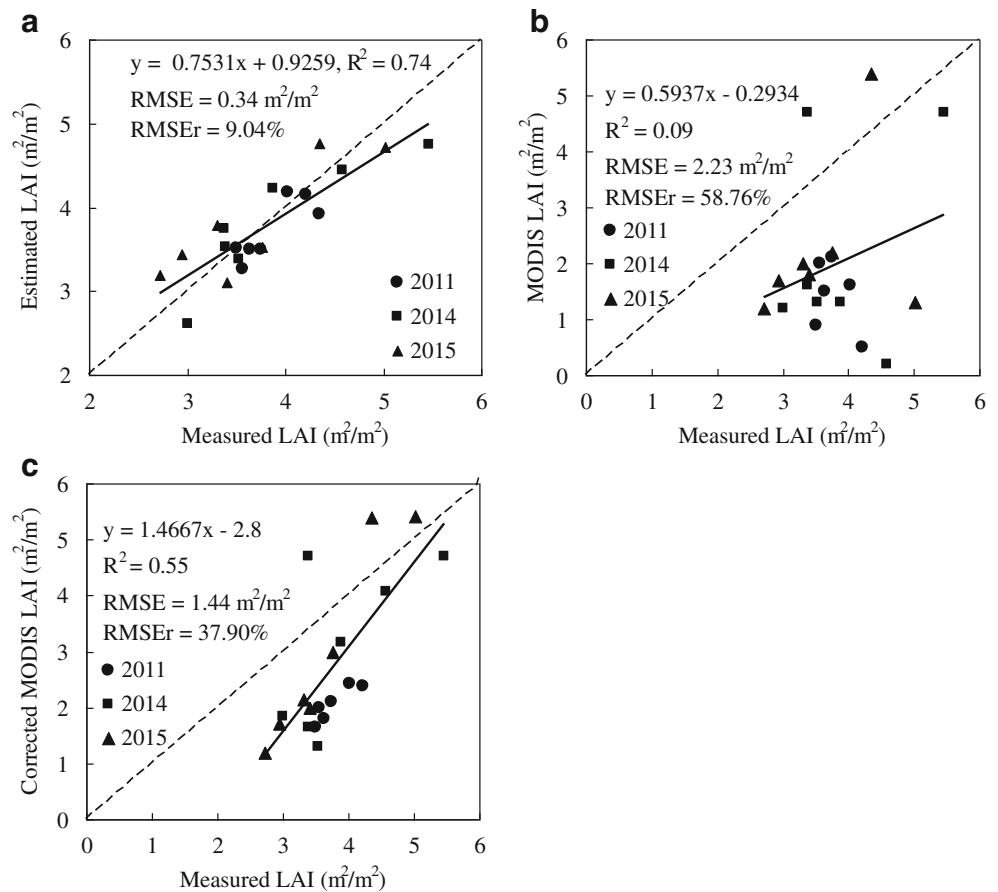 a
6
5
4
3
2
Estimated LAI (m²/m²)
y = 0.7531x + 0.9259, R² = 0.74
RMSE = 0.34 m²/m²
RMSEr = 9.04%
2011
2014
2015
2 3 4 5 6
Measured LAI (m²/m²)
b
6
5
4
3
2
1
0
MODIS LAI (m²/m²)
y = 0.5937x - 0.2934
R² = 0.09
RMSE = 2.23 m²/m²
RMSEr = 58.76%
2011
2014
2015
0 1 2 3 4 5 6
Measured LAI (m²/m²)
c
6
5
4
3
2
1
0
Corrected MODIS LAI (m²/m²)
y = 1.4667x - 2.8
R² = 0.55
RMSE = 1.44 m²/m²
RMSEr = 37.90%
2011
2014
2015
0 1 2 3 4 5 6
Measured LAI (m²/m²)